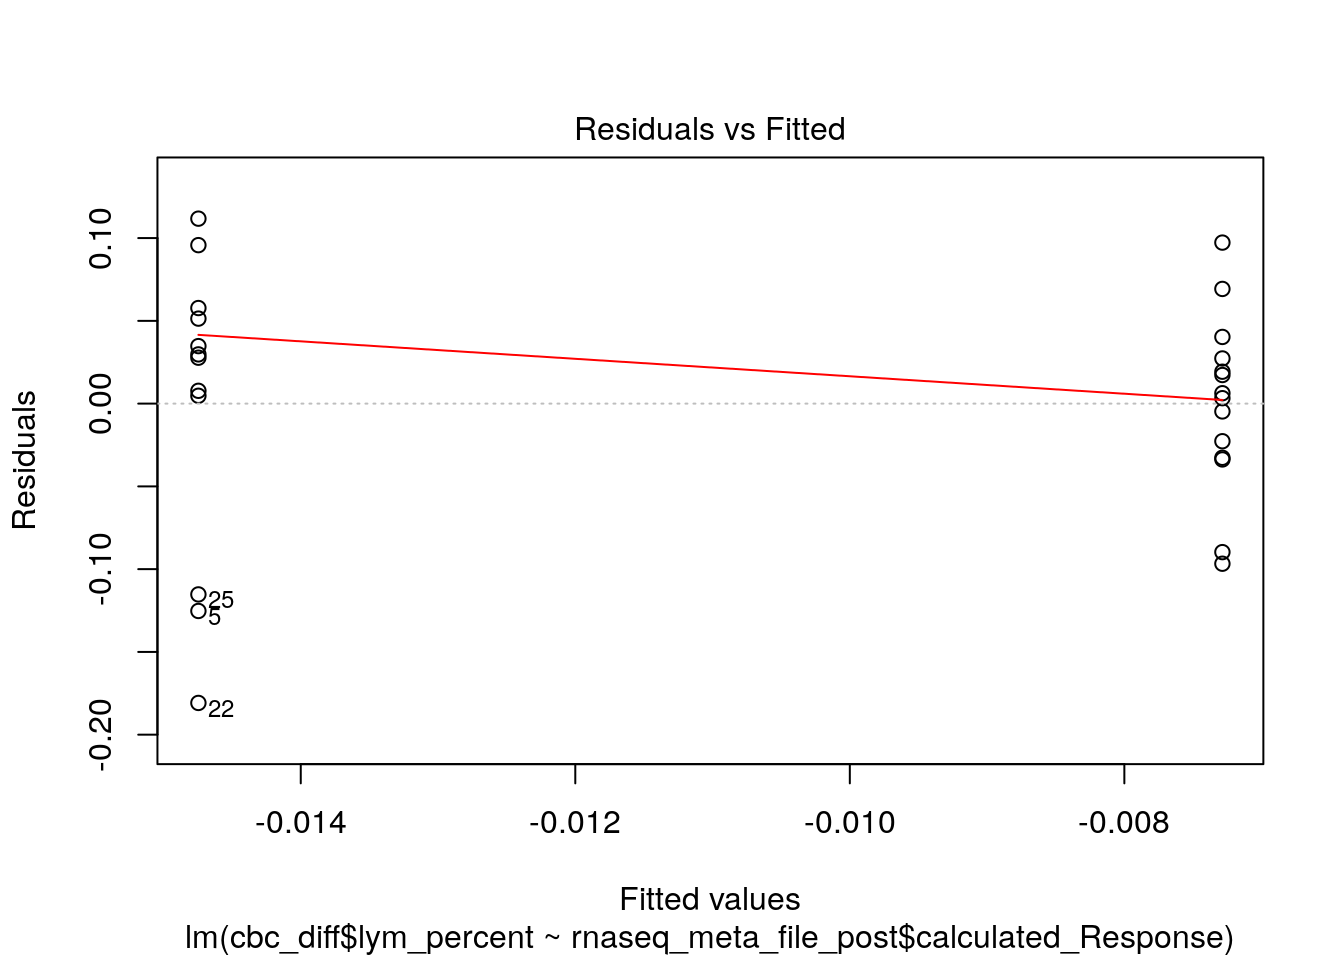 Residuals vs Fitted
Residuals
0.10
0.00
-0.10
-0.20
25
5
22
-0.014 -0.012 -0.010 -0.008
Fitted values
lm(cbc_diff$lym_percent ~ rnaseq_meta_file_post$calculated_Response)